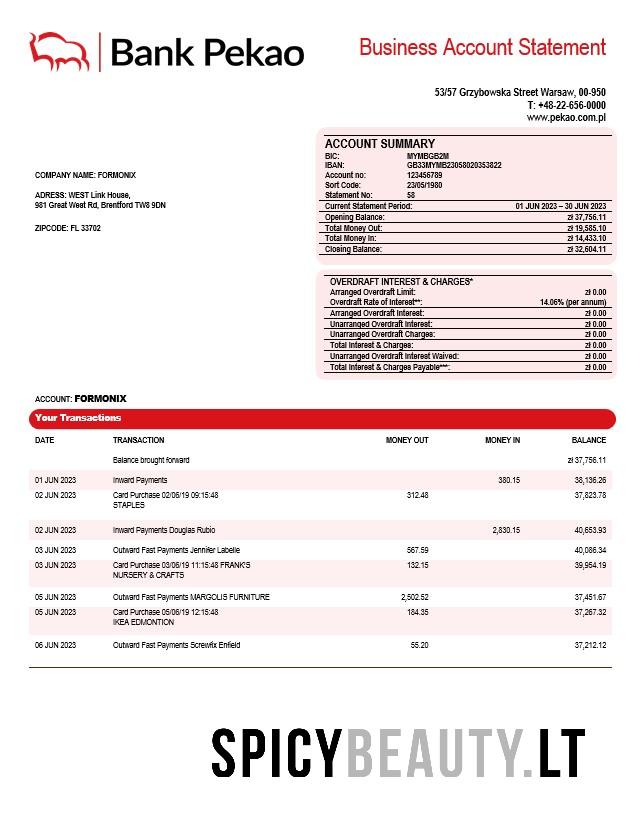 Bank Pekao
Business Account Statement
53/57 Grzybowska Street Warsaw, 00-950
T: +48-22-656-0000
www.pekao.com.pl
ACCOUNT SUMMARY
BIC: MYMBGB2M
IBAN: GB33MYMB23058020353822
Account no: 123456789
Sort Code: 23/05/1980
Statement No: 58
Current Statement Period: 01 JUN 2023 – 30 JUN 2023
Opening Balance: zł 37,756.11
Total Money Out: zł 19,585.10
Total Money In: zł 14,433.10
Closing Balance: zł 32,604.11
COMPANY NAME: FORMONIX
ADRESS: WEST Link House,
981 Great West Rd, Brentford TW8 9DN
ZIPCODE: FL 33702
OVERDRAFT INTEREST & CHARGES*
Arranged Overdraft Limit: zł 0.00
Overdraft Rate of Interest**: 14.06% (per annum)
Arranged Overdraft Interest: zł 0.00
Unarranged Overdraft Interest: zł 0.00
Unarranged Overdraft Charges: zł 0.00
Total Interest & Charges: zł 0.00
Unarranged Overdraft Interest Waived: zł 0.00
Total Interest & Charges Payable***: zł 0.00
ACCOUNT: FORMONIX
Your Transactions
DATE TRANSACTION MONEY OUT MONEY IN BALANCE
Balance brought forward zł 37,756.11
01 JUN 2023 Inward Payments 380.15 38,136.26
02 JUN 2023 Card Purchase 02/06/19 09:15:48 312.48 37,823.78
STAPLES
02 JUN 2023 Inward Payments Douglas Rubio 2,830.15 40,653.93
03 JUN 2023 Outward Fast Payments Jennifer Labelle 567.59 40,086.34
03 JUN 2023 Card Purchase 03/06/19 11:15:48 FRANK'S 132.15 39,954.19
NURSERY & CRAFTS
05 JUN 2023 Outward Fast Payments MARGOLIS FURNITURE 2,502.52 37,451.67
05 JUN 2023 Card Purchase 05/06/19 12:15:48 184.35 37,267.32
IKEA EDMONTION
06 JUN 2023 Outward Fast Payments Screwfix Enfield 55.20 37,212.12
SPICYBEAUTY.LT